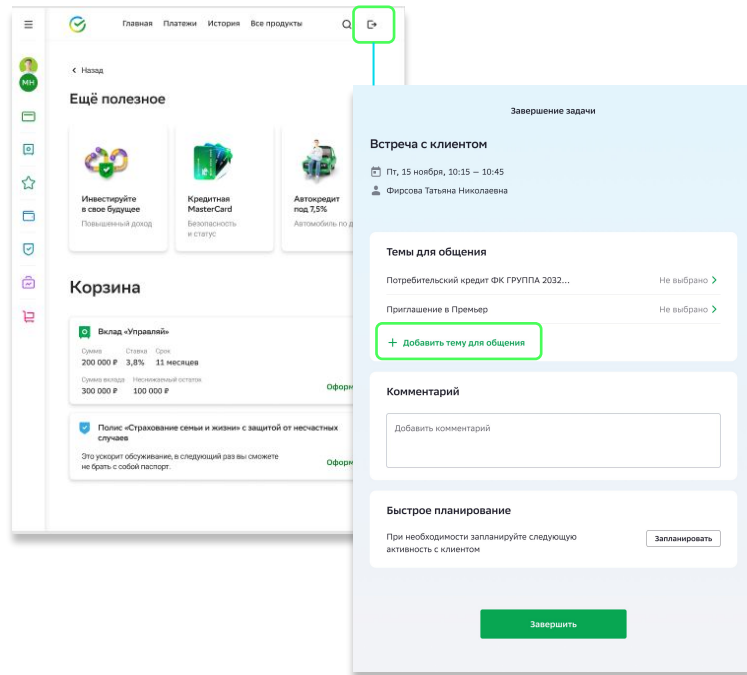 Главная Платежи История Все продукты
МН
Назад
Ещё полезное
Инвестируйте
в свое будущее
Повышенный доход
Кредитная
MasterCard
Безопасность
и статус
Автокредит
под 7,5%
Автомобиль по д
Корзина
Вклад «Управляй»
Сумма Ставка Срок
200 000 ₽ 3,8% 11 месяцев
Сумма вклада Неснижаемый остаток
300 000 ₽ 100 000 ₽
Оформ
Полис «Страхование семьи и жизни» с защитой от несчастных
случаев
Это ускорит обсуживание, в следующий раз вы сможете
не брать с собой паспорт.
Оформ
Завершение задачи
Встреча с клиентом
Пт, 15 ноября, 10:15 — 10:45
Фирсова Татьяна Николаевна
Темы для общения
Потребительский кредит ФК ГРУППА 2032... Не выбрано
Приглашение в Премьер Не выбрано
+ Добавить тему для общения
Комментарий
Добавить комментарий
Быстрое планирование
При необходимости запланируйте следующую
активность с клиентом
Запланировать
Завершить